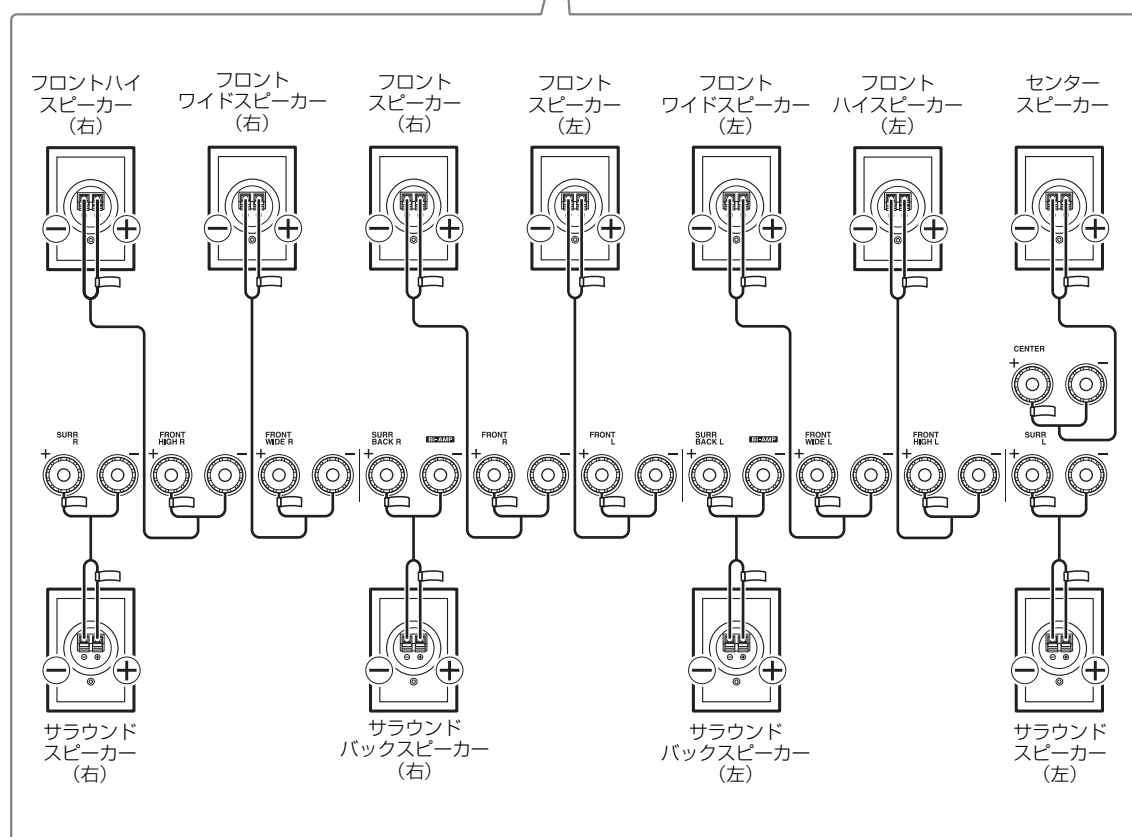 フロントハイ
スピーカー
（右）
フロント
ワイドスピーカー
（右）
フロント
スピーカー
（右）
フロント
スピーカー
（左）
フロント
ワイドスピーカー
（左）
フロント
ハイスピーカー
（左）
センター
スピーカー
− +
− +
− +
− +
− +
− +
− +
CENTER
+ −
SURR
R
+ −
FRONT
HIGH R
+ −
FRONT
WIDE R
+ −
SURR
BACK R
BI-AMP
+ −
FRONT
R
+ −
FRONT
L
+ −
SURR
BACK L
BI-AMP
+ −
FRONT
WIDE L
+ −
FRONT
HIGH L
+ −
SURR
L
+ −
− +
− +
− +
− +
サラウンド
スピーカー
（右）
サラウンド
バックスピーカー
（右）
サラウンド
バックスピーカー
（左）
サラウンド
スピーカー
（左）